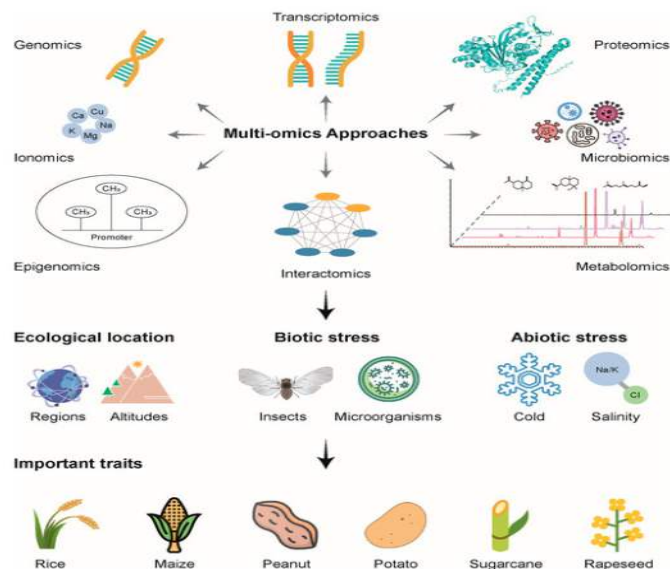 Transcriptomics
Genomics
Proteomics
Ca
Cu
K
Na
Mg
Multi-omics Approaches
Ionomics
Microbiomics
CH₃
CH₃
CH₃
Promoter
Epigenomics
Interactomics
Metabolomics
Ecological location
Biotic stress
Abiotic stress
Na/K
Cl
Regions
Altitudes
Insects
Microorganisms
Cold
Salinity
Important traits
Rice
Maize
Peanut
Potato
Sugarcane
Rapeseed